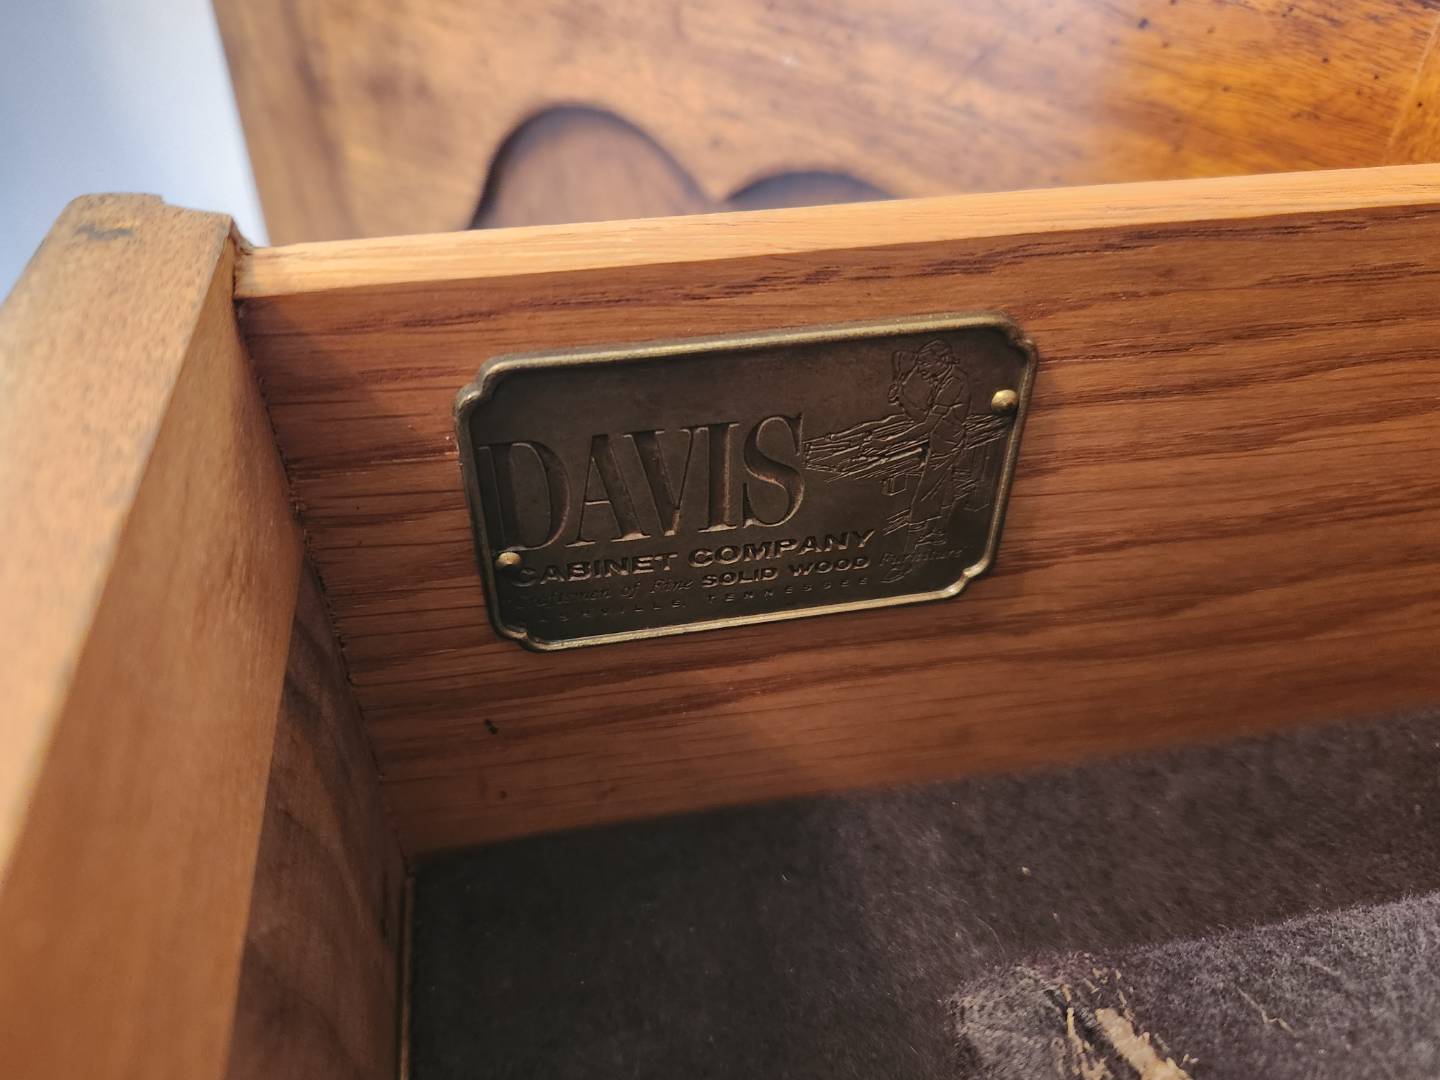 DAVIS
CABINET COMPANY
Craftsmen of Fine SOLID WOOD Furniture
NASHVILLE, TENNESSEE